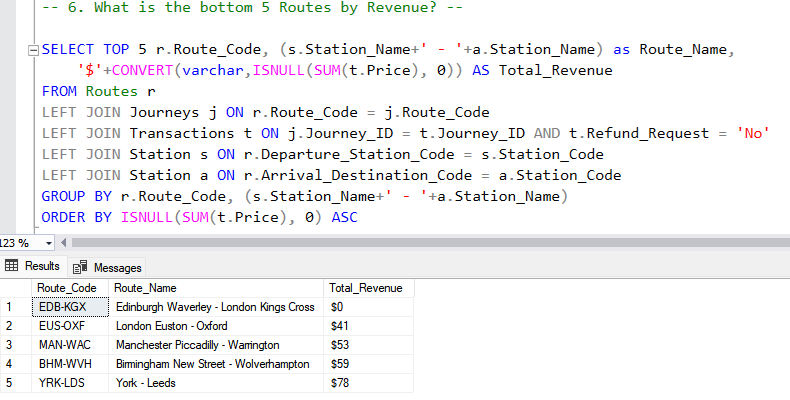 -- 6. What is the bottom 5 Routes by Revenue? --
SELECT TOP 5 r.Route_Code, (s.Station_Name+' - '+a.Station_Name) as Route_Name,
'$'+CONVERT(varchar,ISNULL(SUM(t.Price), 0)) AS Total_Revenue
FROM Routes r
LEFT JOIN Journeys j ON r.Route_Code = j.Route_Code
LEFT JOIN Transactions t ON j.Journey_ID = t.Journey_ID AND t.Refund_Request = 'No'
LEFT JOIN Station s ON r.Departure_Station_Code = s.Station_Code
LEFT JOIN Station a ON r.Arrival_Destination_Code = a.Station_Code
GROUP BY r.Route_Code, (s.Station_Name+' - '+a.Station_Name)
ORDER BY ISNULL(SUM(t.Price), 0) ASC
123 %
Results Messages
Route_Code Route_Name Total_Revenue
1 EDB-KGX Edinburgh Waverley - London Kings Cross $0
2 EUS-OXF London Euston - Oxford $41
3 MAN-WAC Manchester Piccadilly - Warrington $53
4 BHM-WVH Birmingham New Street - Wolverhampton $59
5 YRK-LDS York - Leeds $78